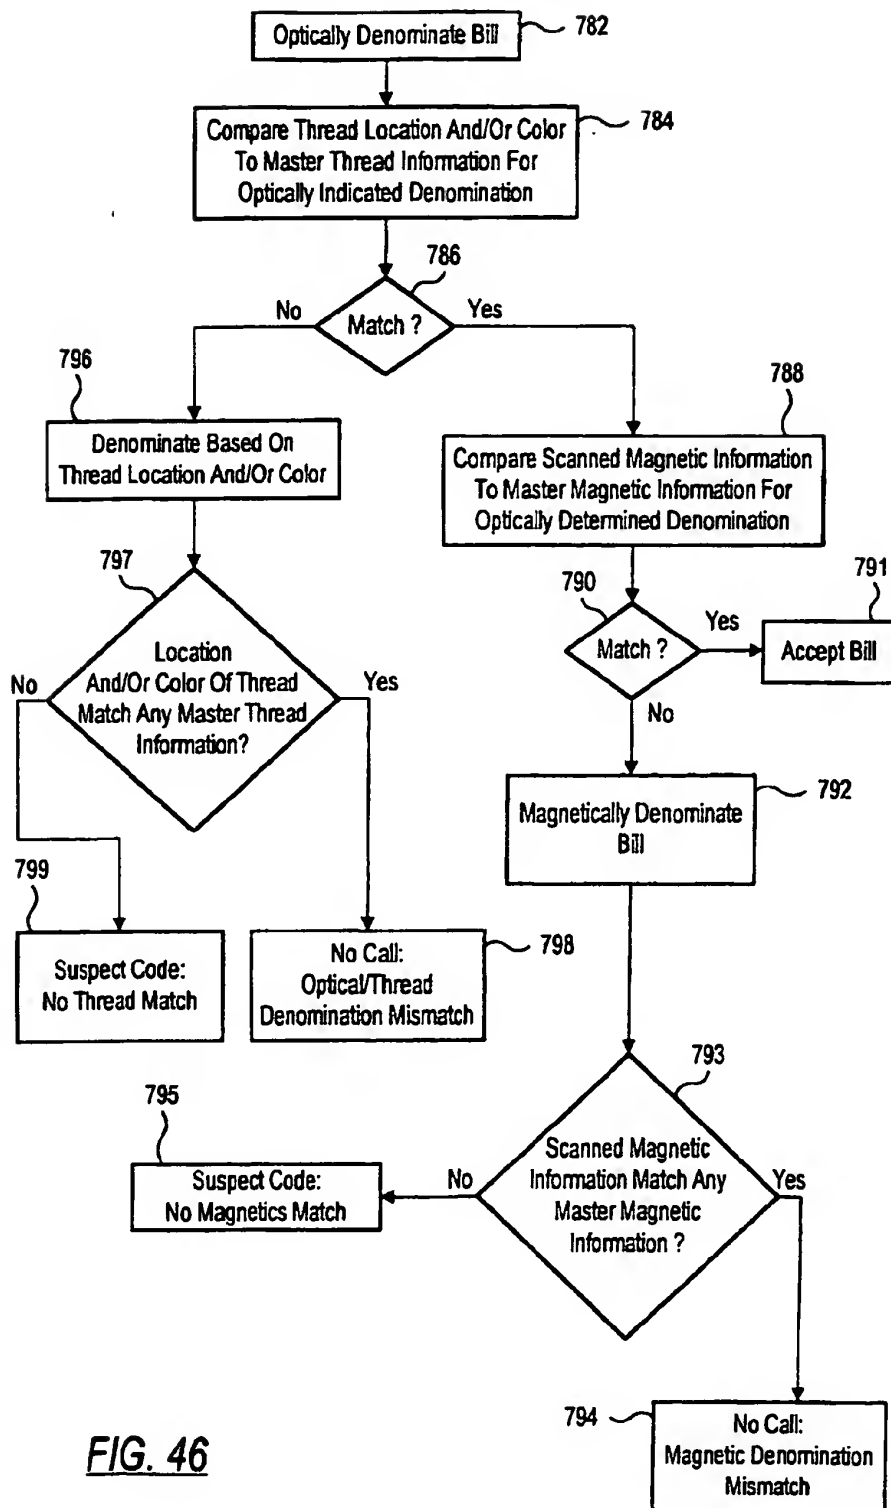 Optically Denominate Bill
782
Compare Thread Location And/Or Color
To Master Thread Information For
Optically Indicated Denomination
784
786
No
Match ?
Yes
796
Denominate Based On
Thread Location And/Or Color
788
Compare Scanned Magnetic Information
To Master Magnetic Information For
Optically Determined Denomination
797
Location
And/Or Color Of Thread
Match Any Master Thread
Information?
No
Yes
790
Match ?
Yes
791
Accept Bill
No
Magnetically Denominate
Bill
792
799
Suspect Code:
No Thread Match
No Call:
Optical/Thread
Denomination Mismatch
798
793
Scanned Magnetic
Information Match Any
Master Magnetic
Information ?
No
Yes
795
Suspect Code:
No Magnetics Match
794
No Call:
Magnetic Denomination
Mismatch
FIG. 46